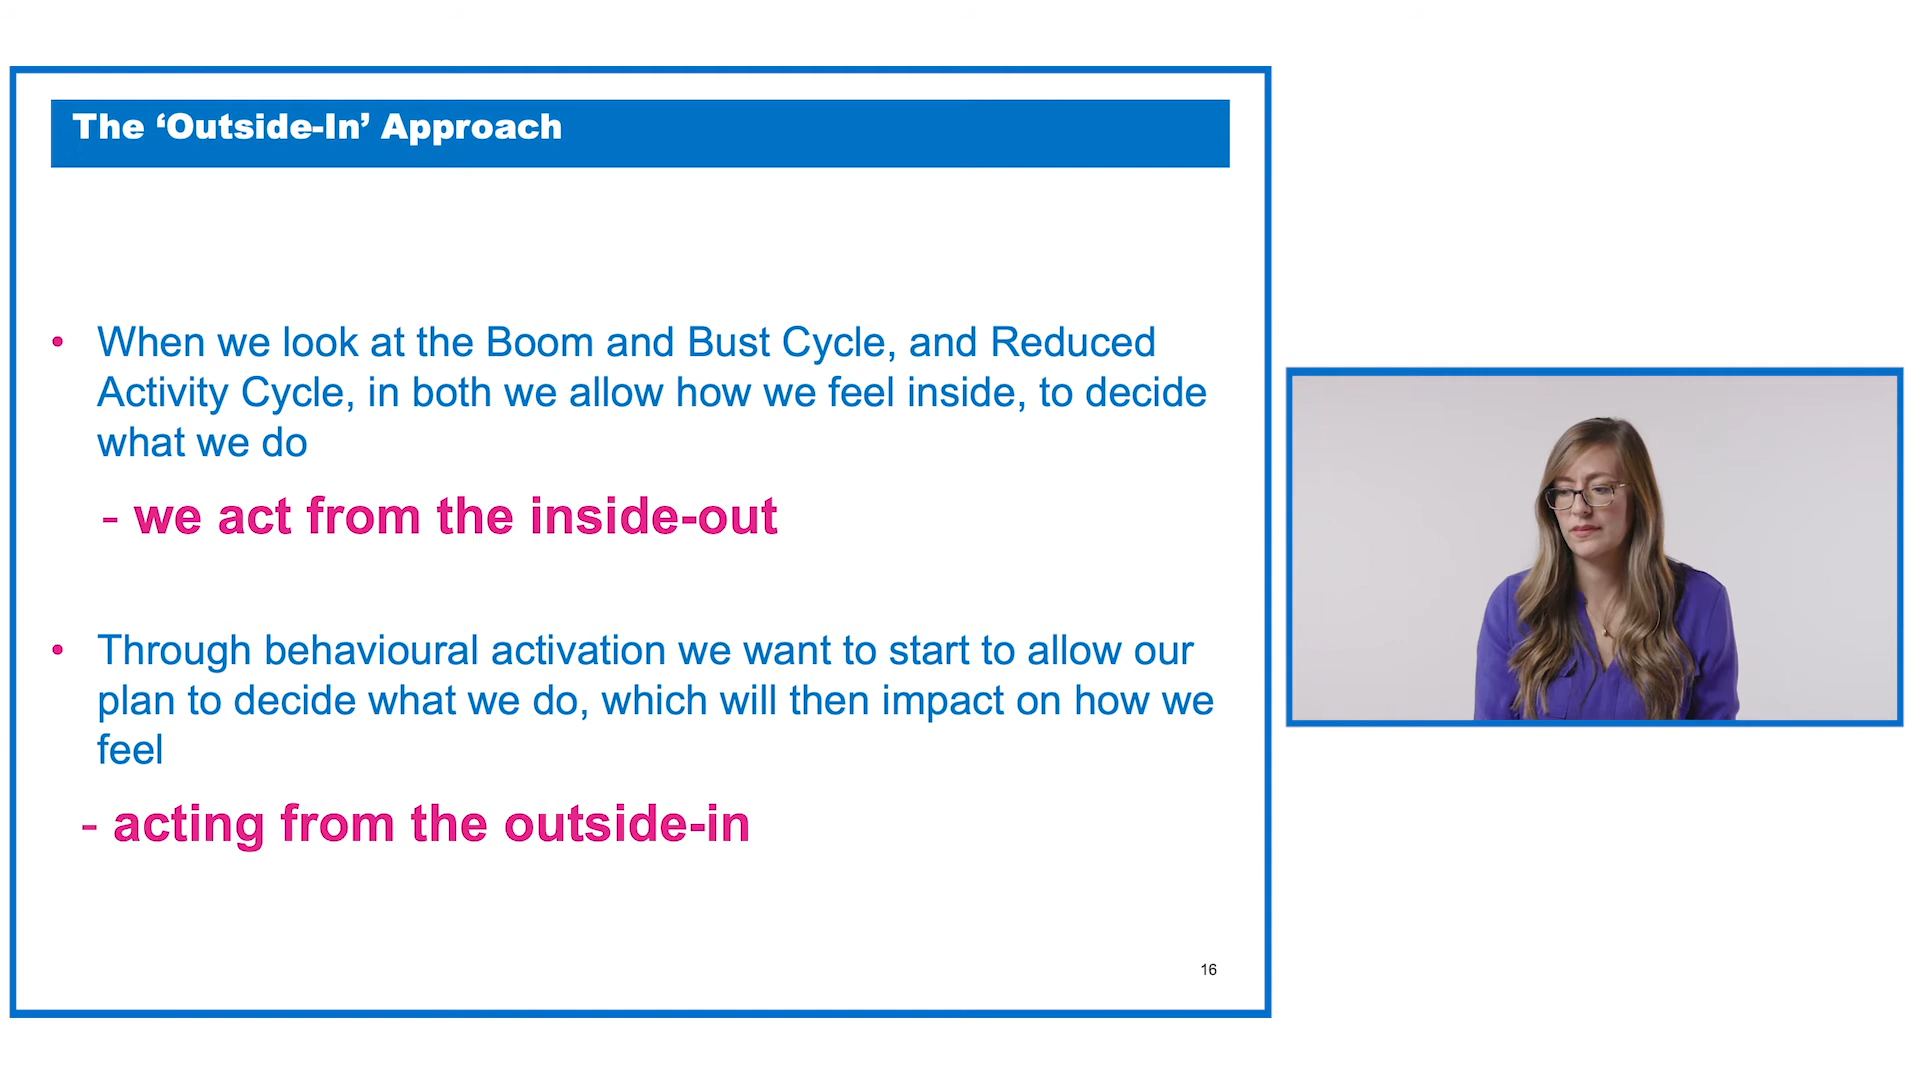 The ‘Outside-In’ Approach
• When we look at the Boom and Bust Cycle, and Reduced
Activity Cycle, in both we allow how we feel inside, to decide
what we do
- we act from the inside-out
• Through behavioural activation we want to start to allow our
plan to decide what we do, which will then impact on how we
feel
- acting from the outside-in
16